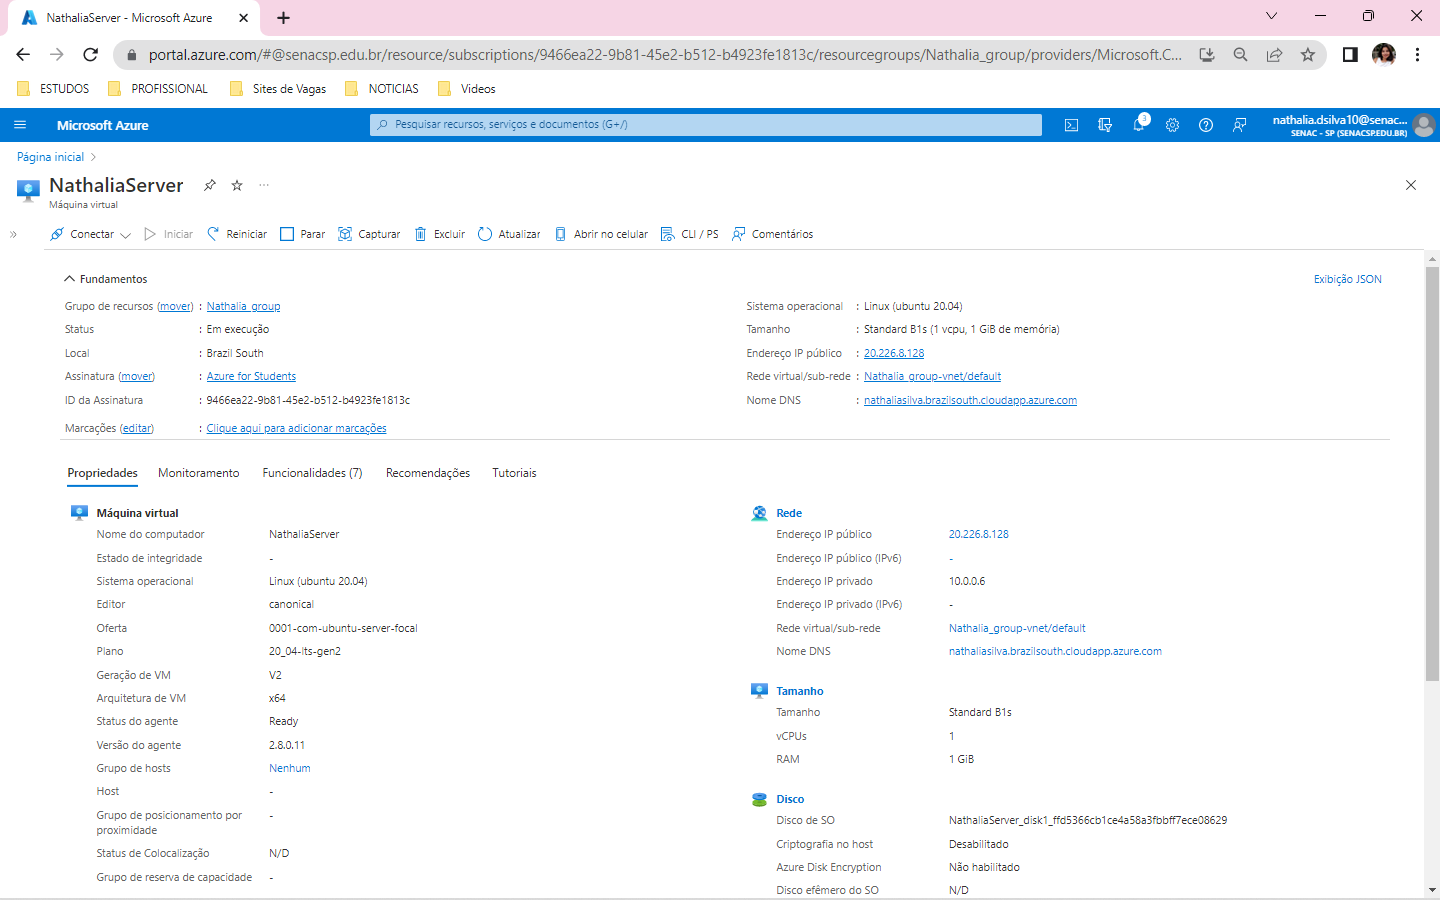 NathaliaServer - Microsoft Azure
portal.azure.com/#@senacsp.edu.br/resource/subscriptions/9466ea22-9b81-45e2-b512-b4923fe1813c/resourcegroups/Nathalia_group/providers/Microsoft.C...
ESTUDOS PROFISSIONAL Sites de Vagas NOTICIAS Videos
Microsoft Azure
Pesquisar recursos, serviços e documentos (G+/)
3
nathalia.dsilva10@senac...
SENAC - SP (SENACSP.EDU.BR)
Página inicial
NathaliaServer
Máquina virtual
Conectar Iniciar Reiniciar Parar Capturar Excluir Atualizar Abrir no celular CLI / PS Comentários
Fundamentos
Exibição JSON
Grupo de recursos (mover) : Nathalia_group
Status : Em execução
Local : Brazil South
Assinatura (mover) : Azure for Students
ID da Assinatura : 9466ea22-9b81-45e2-b512-b4923fe1813c
Marcações (editar) : Clique aqui para adicionar marcações
Sistema operacional : Linux (ubuntu 20.04)
Tamanho : Standard B1s (1 vcpu, 1 GiB de memória)
Endereço IP público : 20.226.8.128
Rede virtual/sub-rede : Nathalia_group-vnet/default
Nome DNS : nathaliasilva.brazilsouth.cloudapp.azure.com
Propriedades Monitoramento Funcionalidades (7) Recomendações Tutoriais
Máquina virtual
Nome do computador NathaliaServer
Estado de integridade -
Sistema operacional Linux (ubuntu 20.04)
Editor canonical
Oferta 0001-com-ubuntu-server-focal
Plano 20_04-lts-gen2
Geração de VM V2
Arquitetura de VM x64
Status do agente Ready
Versão do agente 2.8.0.11
Grupo de hosts Nenhum
Host -
Grupo de posicionamento por -
proximidade
Status de Colocalização N/D
Grupo de reserva de capacidade -
Rede
Endereço IP público 20.226.8.128
Endereço IP público (IPv6) -
Endereço IP privado 10.0.0.6
Endereço IP privado (IPv6) -
Rede virtual/sub-rede Nathalia_group-vnet/default
Nome DNS nathaliasilva.brazilsouth.cloudapp.azure.com
Tamanho
Tamanho Standard B1s
vCPUs 1
RAM 1 GiB
Disco
Disco de SO NathaliaServer_disk1_ffd5366cb1ce4a58a3fbbff7ece08629
Criptografia no host Desabilitado
Azure Disk Encryption Não habilitado
Disco efêmero do SO N/D